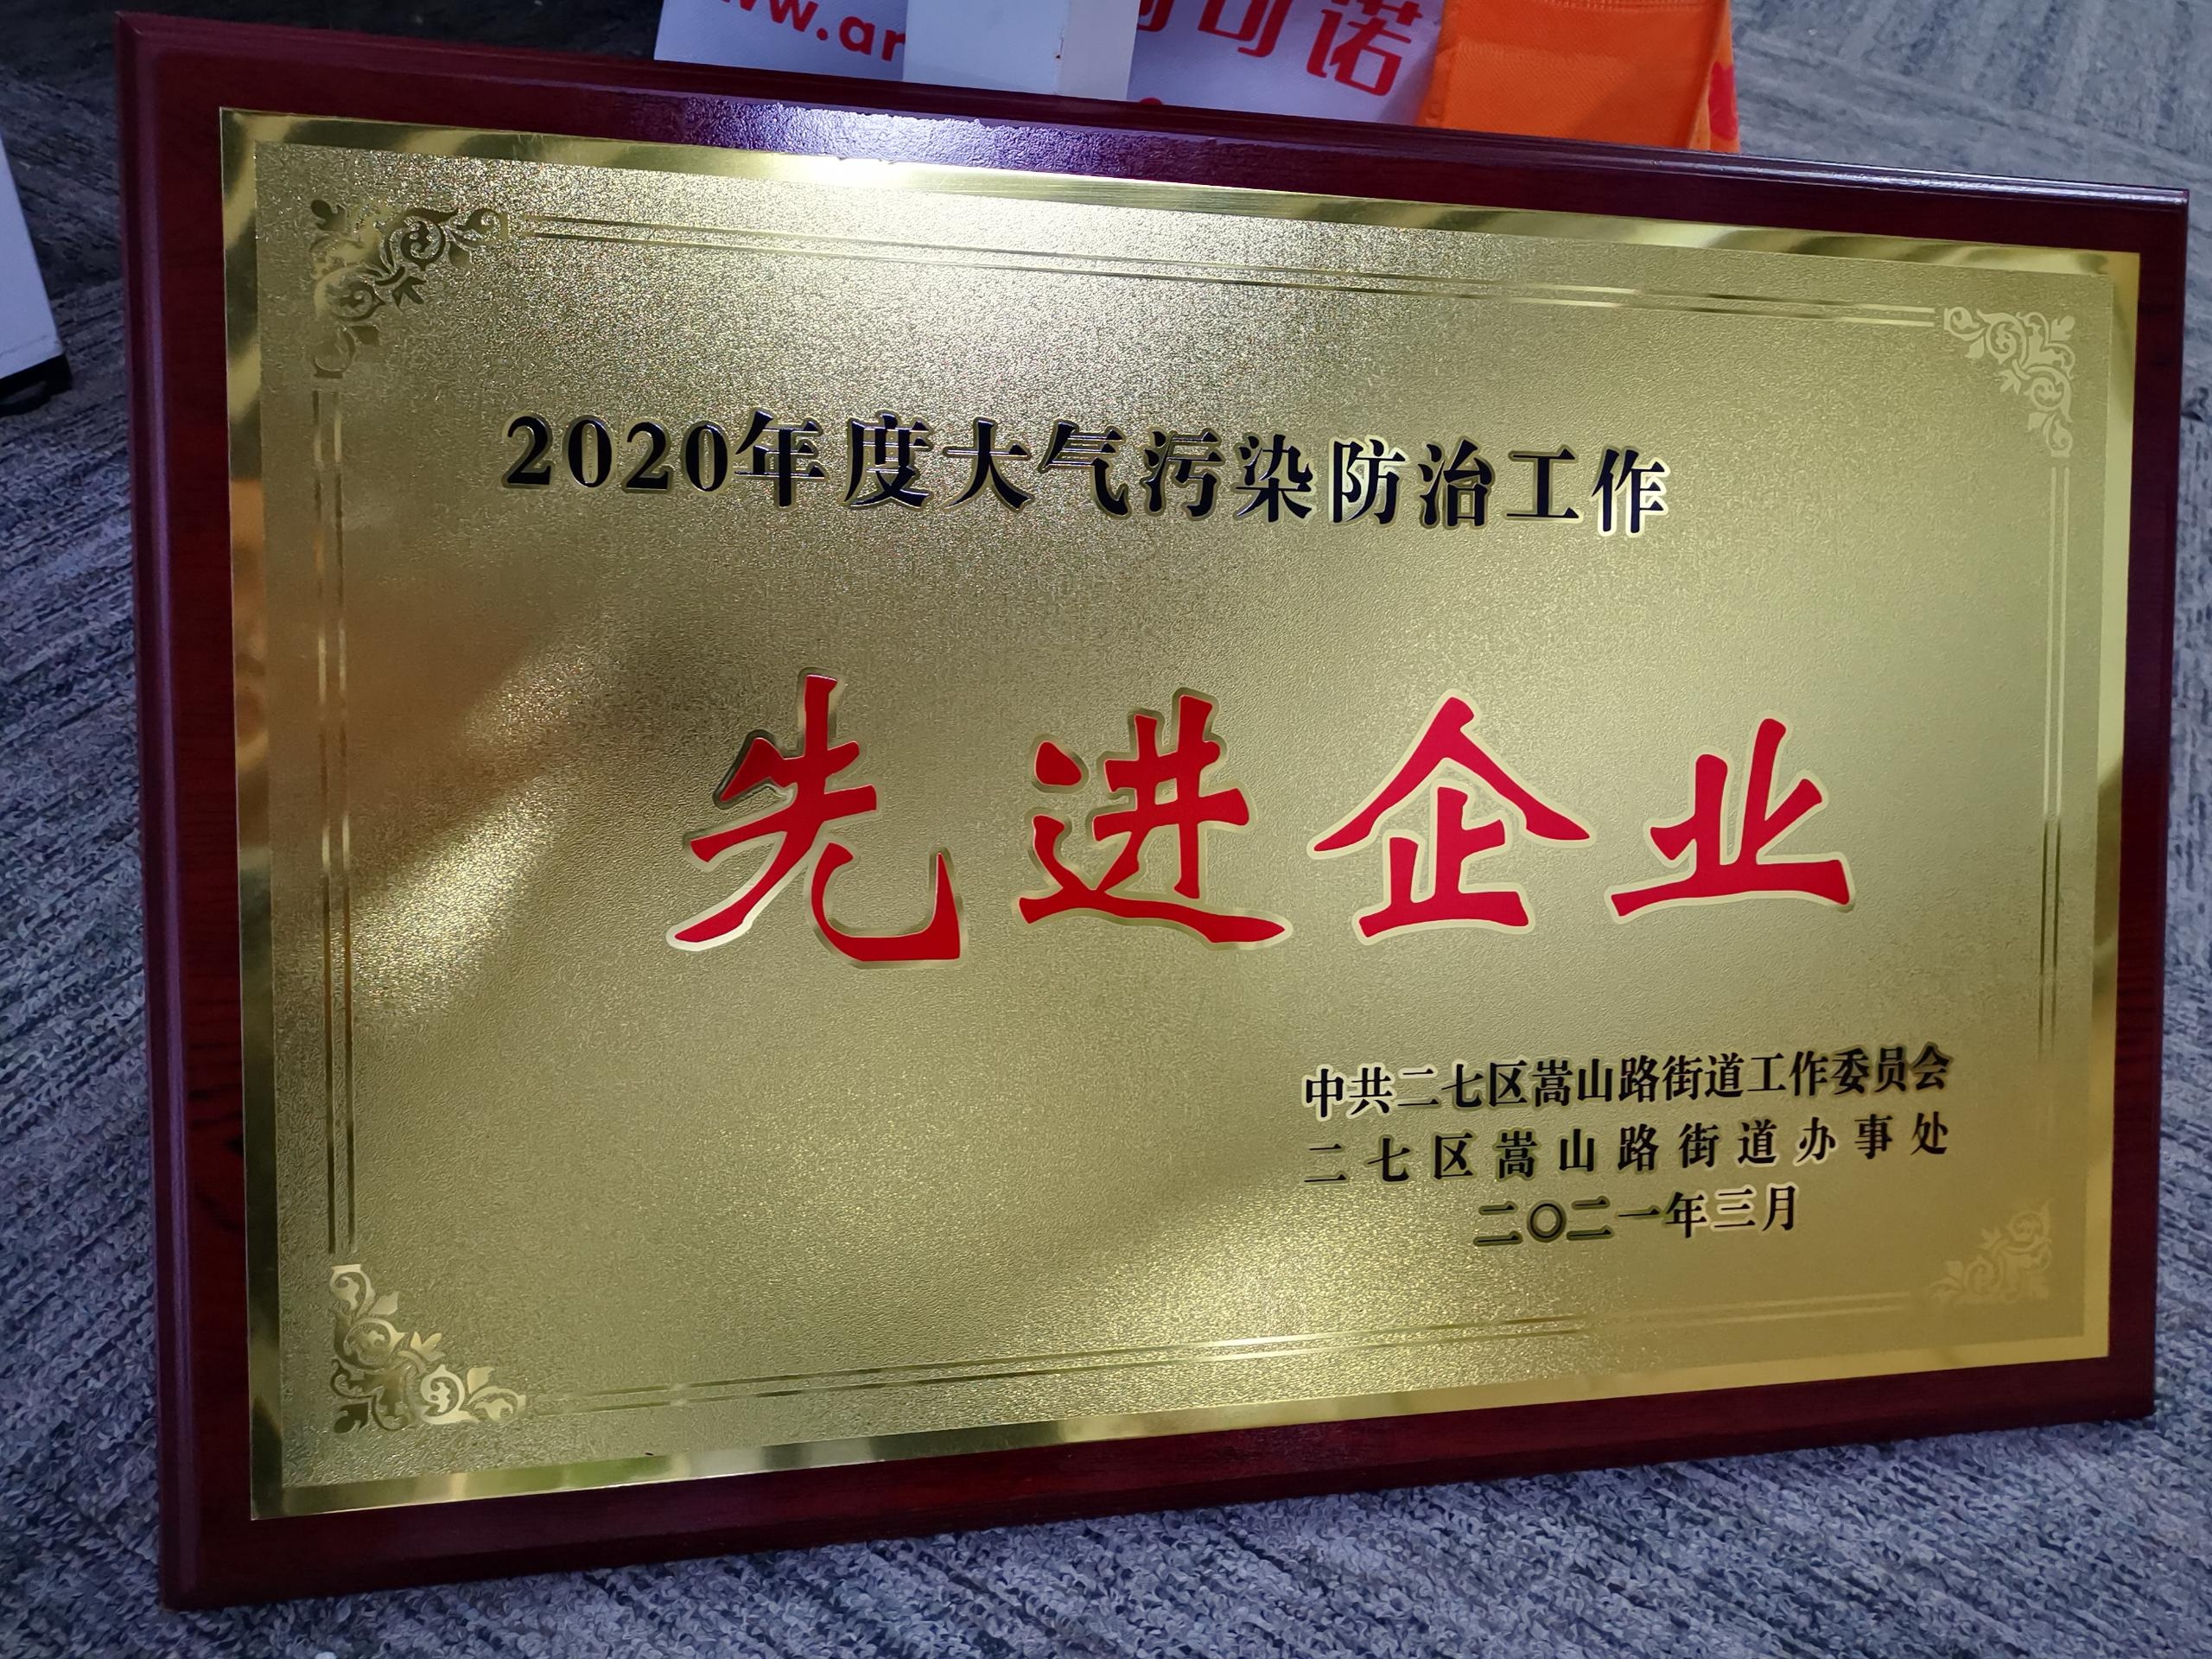 可诺
2020年度大气污染防治工作
先进企业
中共二七区嵩山路街道工作委员会
二七区嵩山路街道办事处
二〇二一年三月